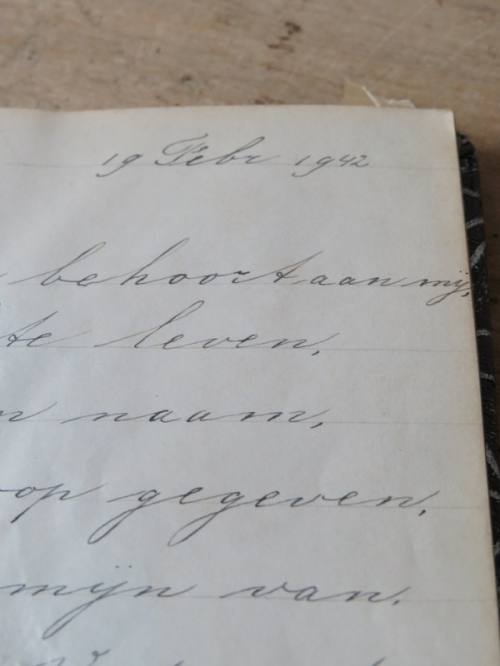 19 Febr 1942
behoort aan mij,
te leven,
naam,
op gegeven,
mijn van.